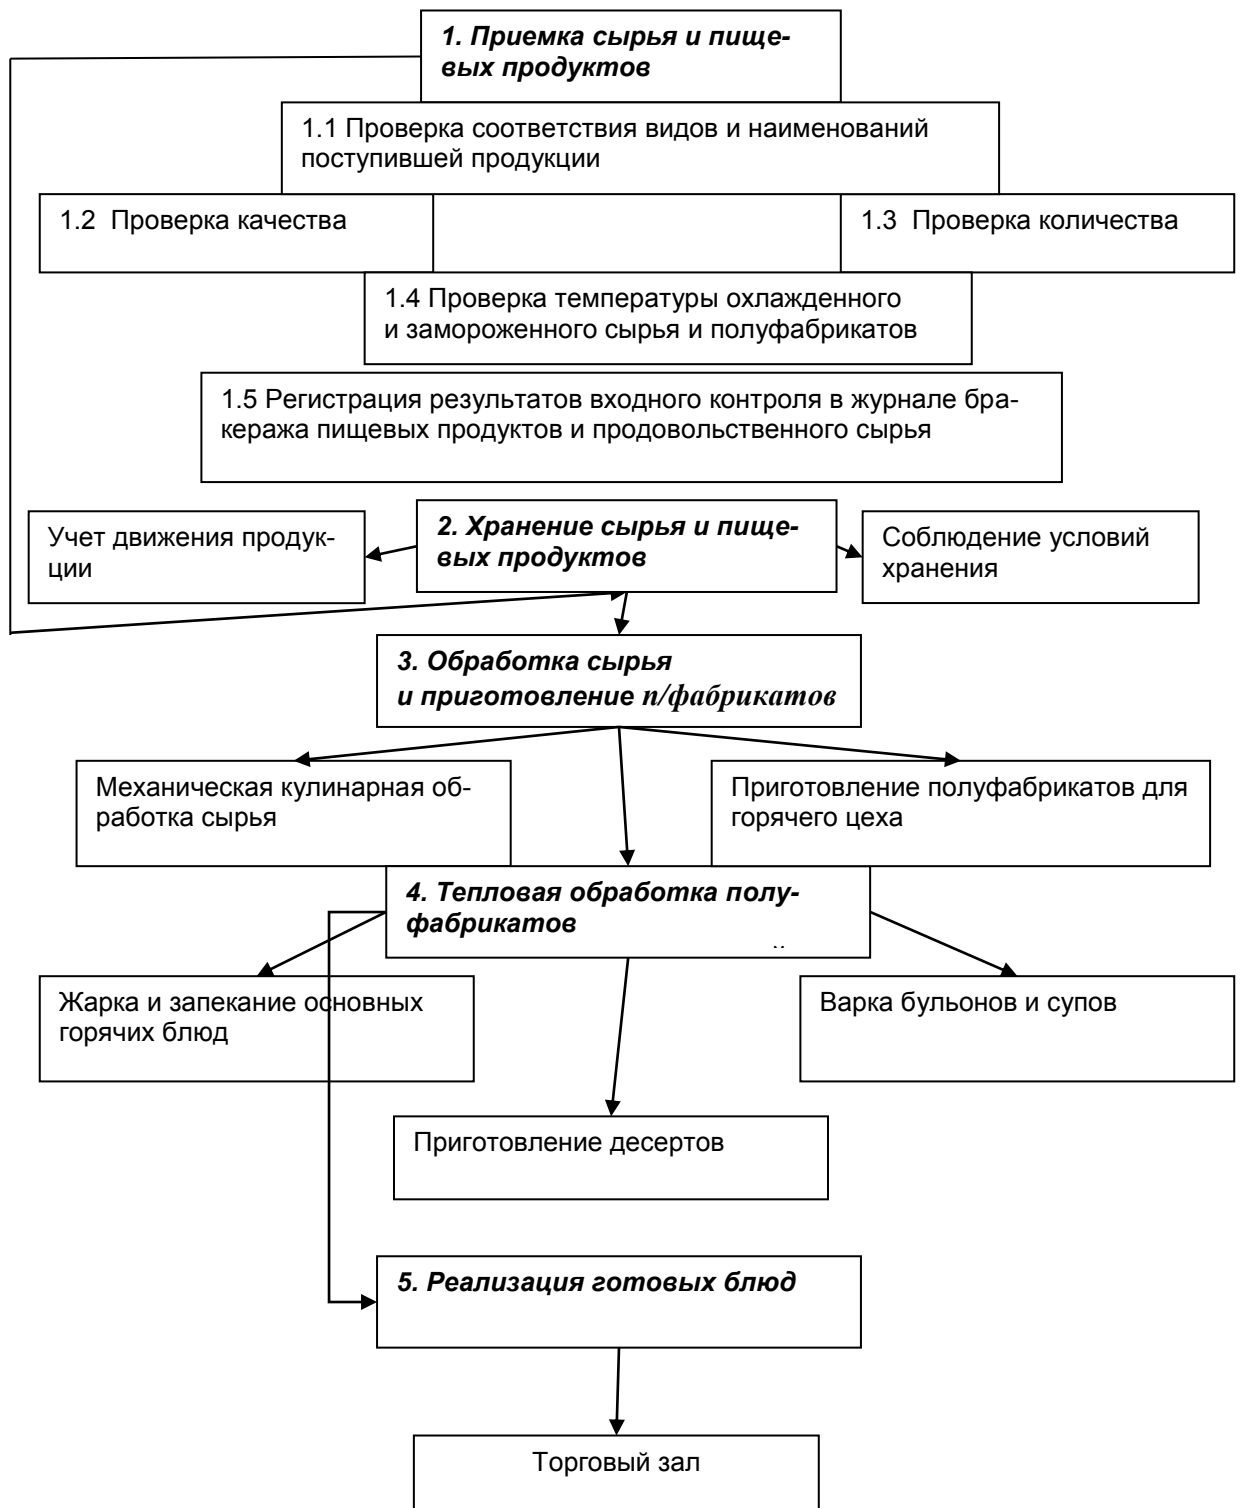 1. Приемка сырья и пище-
вых продуктов
1.1 Проверка соответствия видов и наименований
поступившей продукции
1.2 Проверка качества
1.3 Проверка количества
1.4 Проверка температуры охлажденного
и замороженного сырья и полуфабрикатов
1.5 Регистрация результатов входного контроля в журнале бра-
кеража пищевых продуктов и продовольственного сырья
Учет движения продук-
ции
2. Хранение сырья и пище-
вых продуктов
Соблюдение условий
хранения
3. Обработка сырья
и приготовление п/фабрикатов
Механическая кулинарная об-
работка сырья
Приготовление полуфабрикатов для
горячего цеха
4. Тепловая обработка полу-
фабрикатов
Жарка и запекание основных
горячих блюд
Варка бульонов и супов
Приготовление десертов
5. Реализация готовых блюд
Торговый зал